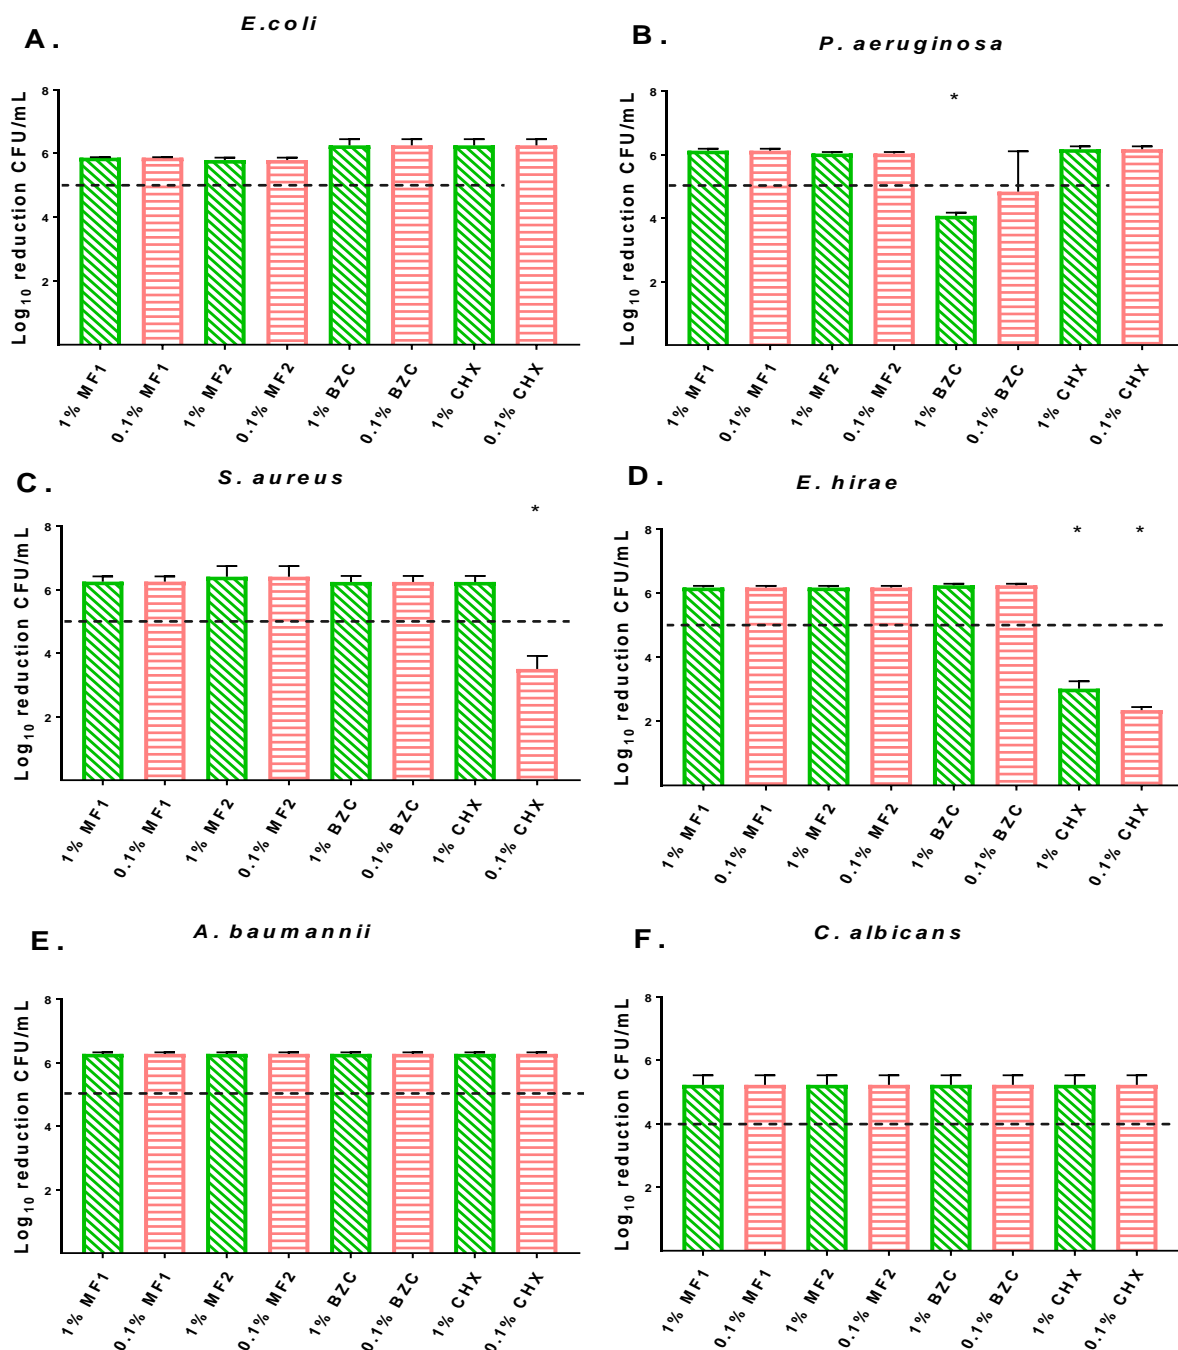 A.
E.coli
Log10 reduction CFU/mL
8
6
4
2
1% MF1
0.1% MF1
1% MF2
0.1% MF2
1% BZC
0.1% BZC
1% CHX
0.1% CHX
B.
P. aeruginosa
*
Log10 reduction CFU/mL
8
6
4
2
1% MF1
0.1% MF1
1% MF2
0.1% MF2
1% BZC
0.1% BZC
1% CHX
0.1% CHX
C.
S. aureus
*
Log10 reduction CFU/mL
8
6
4
2
1% MF1
0.1% MF1
1% MF2
0.1% MF2
1% BZC
0.1% BZC
1% CHX
0.1% CHX
D.
E. hirae
* *
Log10 reduction CFU/mL
8
6
4
2
1% MF1
0.1% MF1
1% MF2
0.1% MF2
1% BZC
0.1% BZC
1% CHX
0.1% CHX
E.
A. baumannii
Log10 reduction CFU/mL
8
6
4
2
1% MF1
0.1% MF1
1% MF2
0.1% MF2
1% BZC
0.1% BZC
1% CHX
0.1% CHX
F.
C. albicans
Log10 reduction CFU/mL
8
6
4
2
1% MF1
0.1% MF1
1% MF2
0.1% MF2
1% BZC
0.1% BZC
1% CHX
0.1% CHX